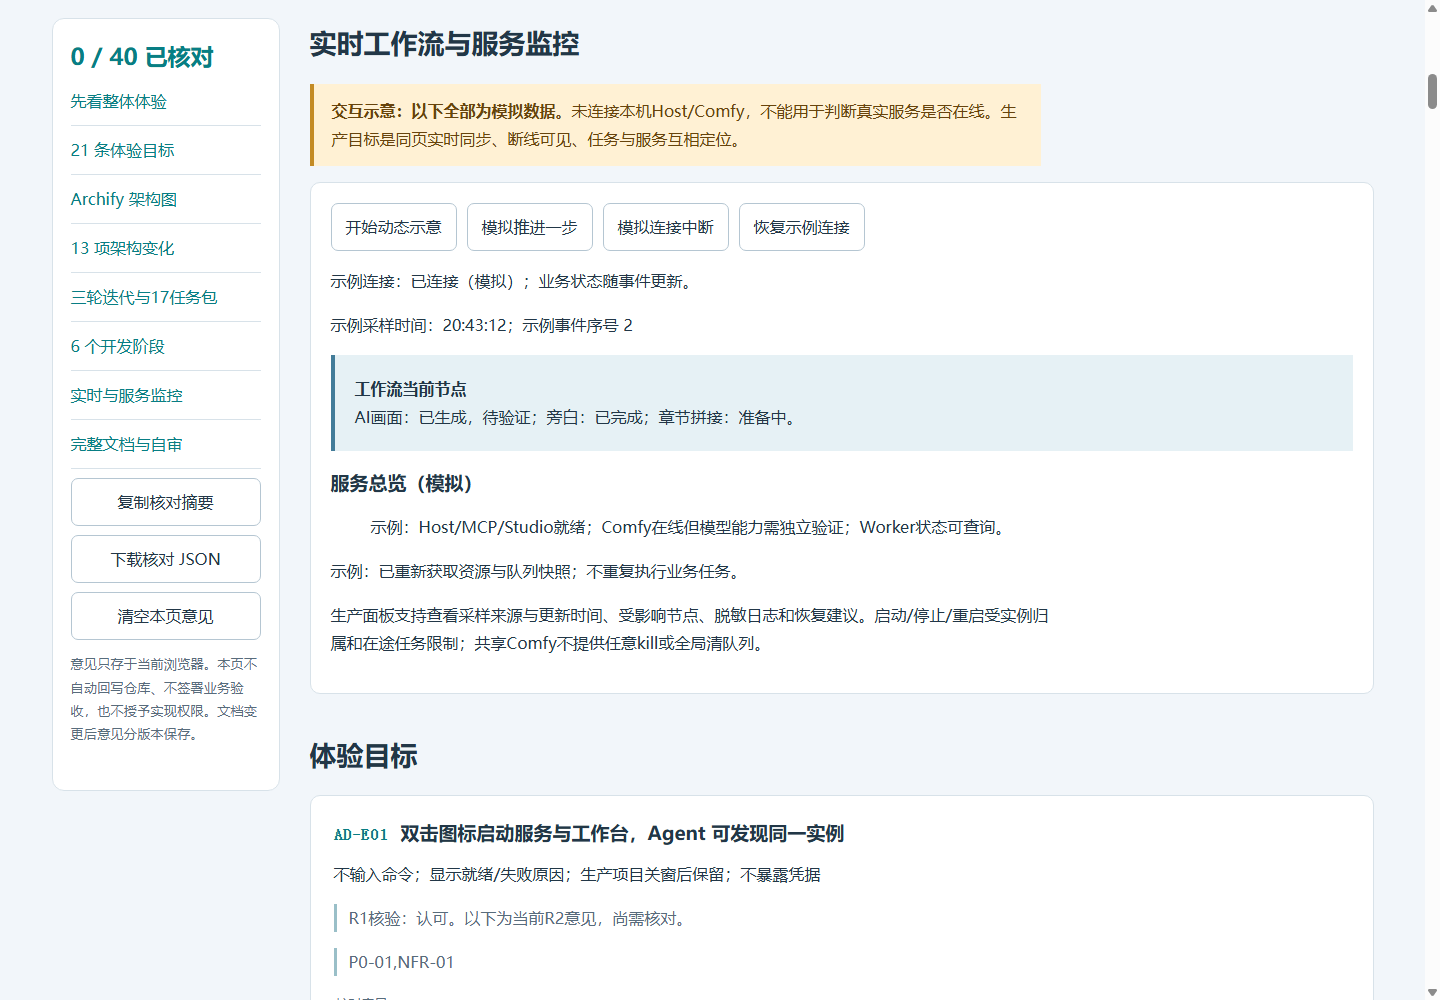 0 / 40 已核对
先看整体体验
21 条体验目标
Archify 架构图
13 项架构变化
三轮迭代与17任务包
6 个开发阶段
实时与服务监控
完整文档与自审
复制核对摘要
下载核对 JSON
清空本页意见
意见只存于当前浏览器。本页不
自动回写仓库、不签署业务验
收，也不授予实现权限。文档变
更后意见分版本保存。
实时工作流与服务监控
交互示意：以下全部为模拟数据。未连接本机Host/Comfy，不能用于判断真实服务是否在线。生
产目标是同页实时同步、断线可见、任务与服务互相定位。
开始动态示意
模拟推进一步
模拟连接中断
恢复示例连接
示例连接：已连接（模拟）；业务状态随事件更新。
示例采样时间：20:43:12；示例事件序号 2
工作流当前节点
AI画面：已生成，待验证；旁白：已完成；章节拼接：准备中。
服务总览（模拟）
示例：Host/MCP/Studio就绪；Comfy在线但模型能力需独立验证；Worker状态可查询。
示例：已重新获取资源与队列快照；不重复执行业务任务。
生产面板支持查看采样来源与更新时间、受影响节点、脱敏日志和恢复建议。启动/停止/重启受实例归
属和在途任务限制；共享Comfy不提供任意kill或全局清队列。
体验目标
AD-E01 双击图标启动服务与工作台，Agent 可发现同一实例
不输入命令；显示就绪/失败原因；生产项目关窗后保留；不暴露凭据
R1核验：认可。以下为当前R2意见，尚需核对。
P0-01,NFR-01